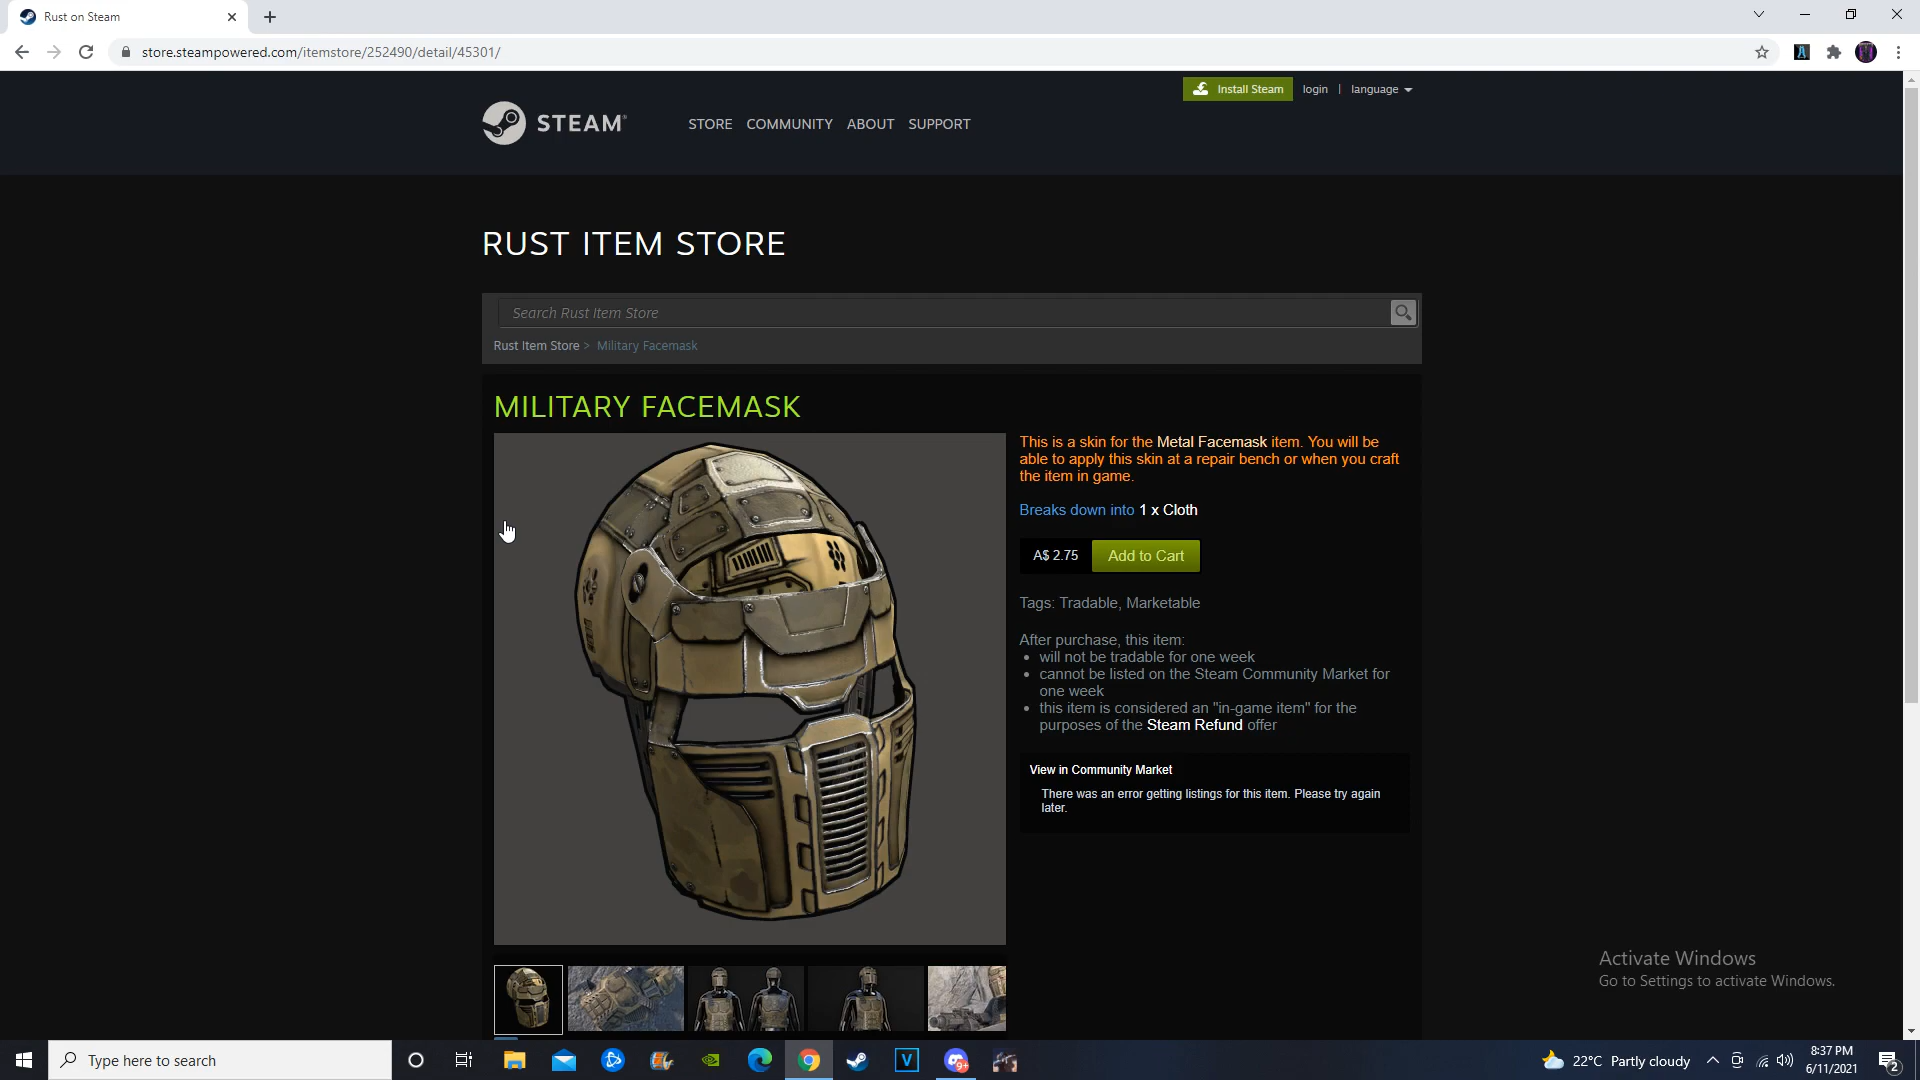 Rust on Steam
store.steampowered.com/itemstore/252490/detail/45301/
Install Steam
login | language
STEAM®
STORE COMMUNITY ABOUT SUPPORT
RUST ITEM STORE
Search Rust Item Store
Rust Item Store > Military Facemask
MILITARY FACEMASK
This is a skin for the Metal Facemask item. You will be
able to apply this skin at a repair bench or when you craft
the item in game.
Breaks down into 1 x Cloth
A$ 2.75
Add to Cart
Tags: Tradable, Marketable
After purchase, this item:
• will not be tradable for one week
• cannot be listed on the Steam Community Market for
one week
• this item is considered an "in-game item" for the
purposes of the Steam Refund offer
View in Community Market
There was an error getting listings for this item. Please try again
later.
Activate Windows
Go to Settings to activate Windows.
Type here to search
V
9+
22°C Partly cloudy
8:37 PM
6/11/2021
2